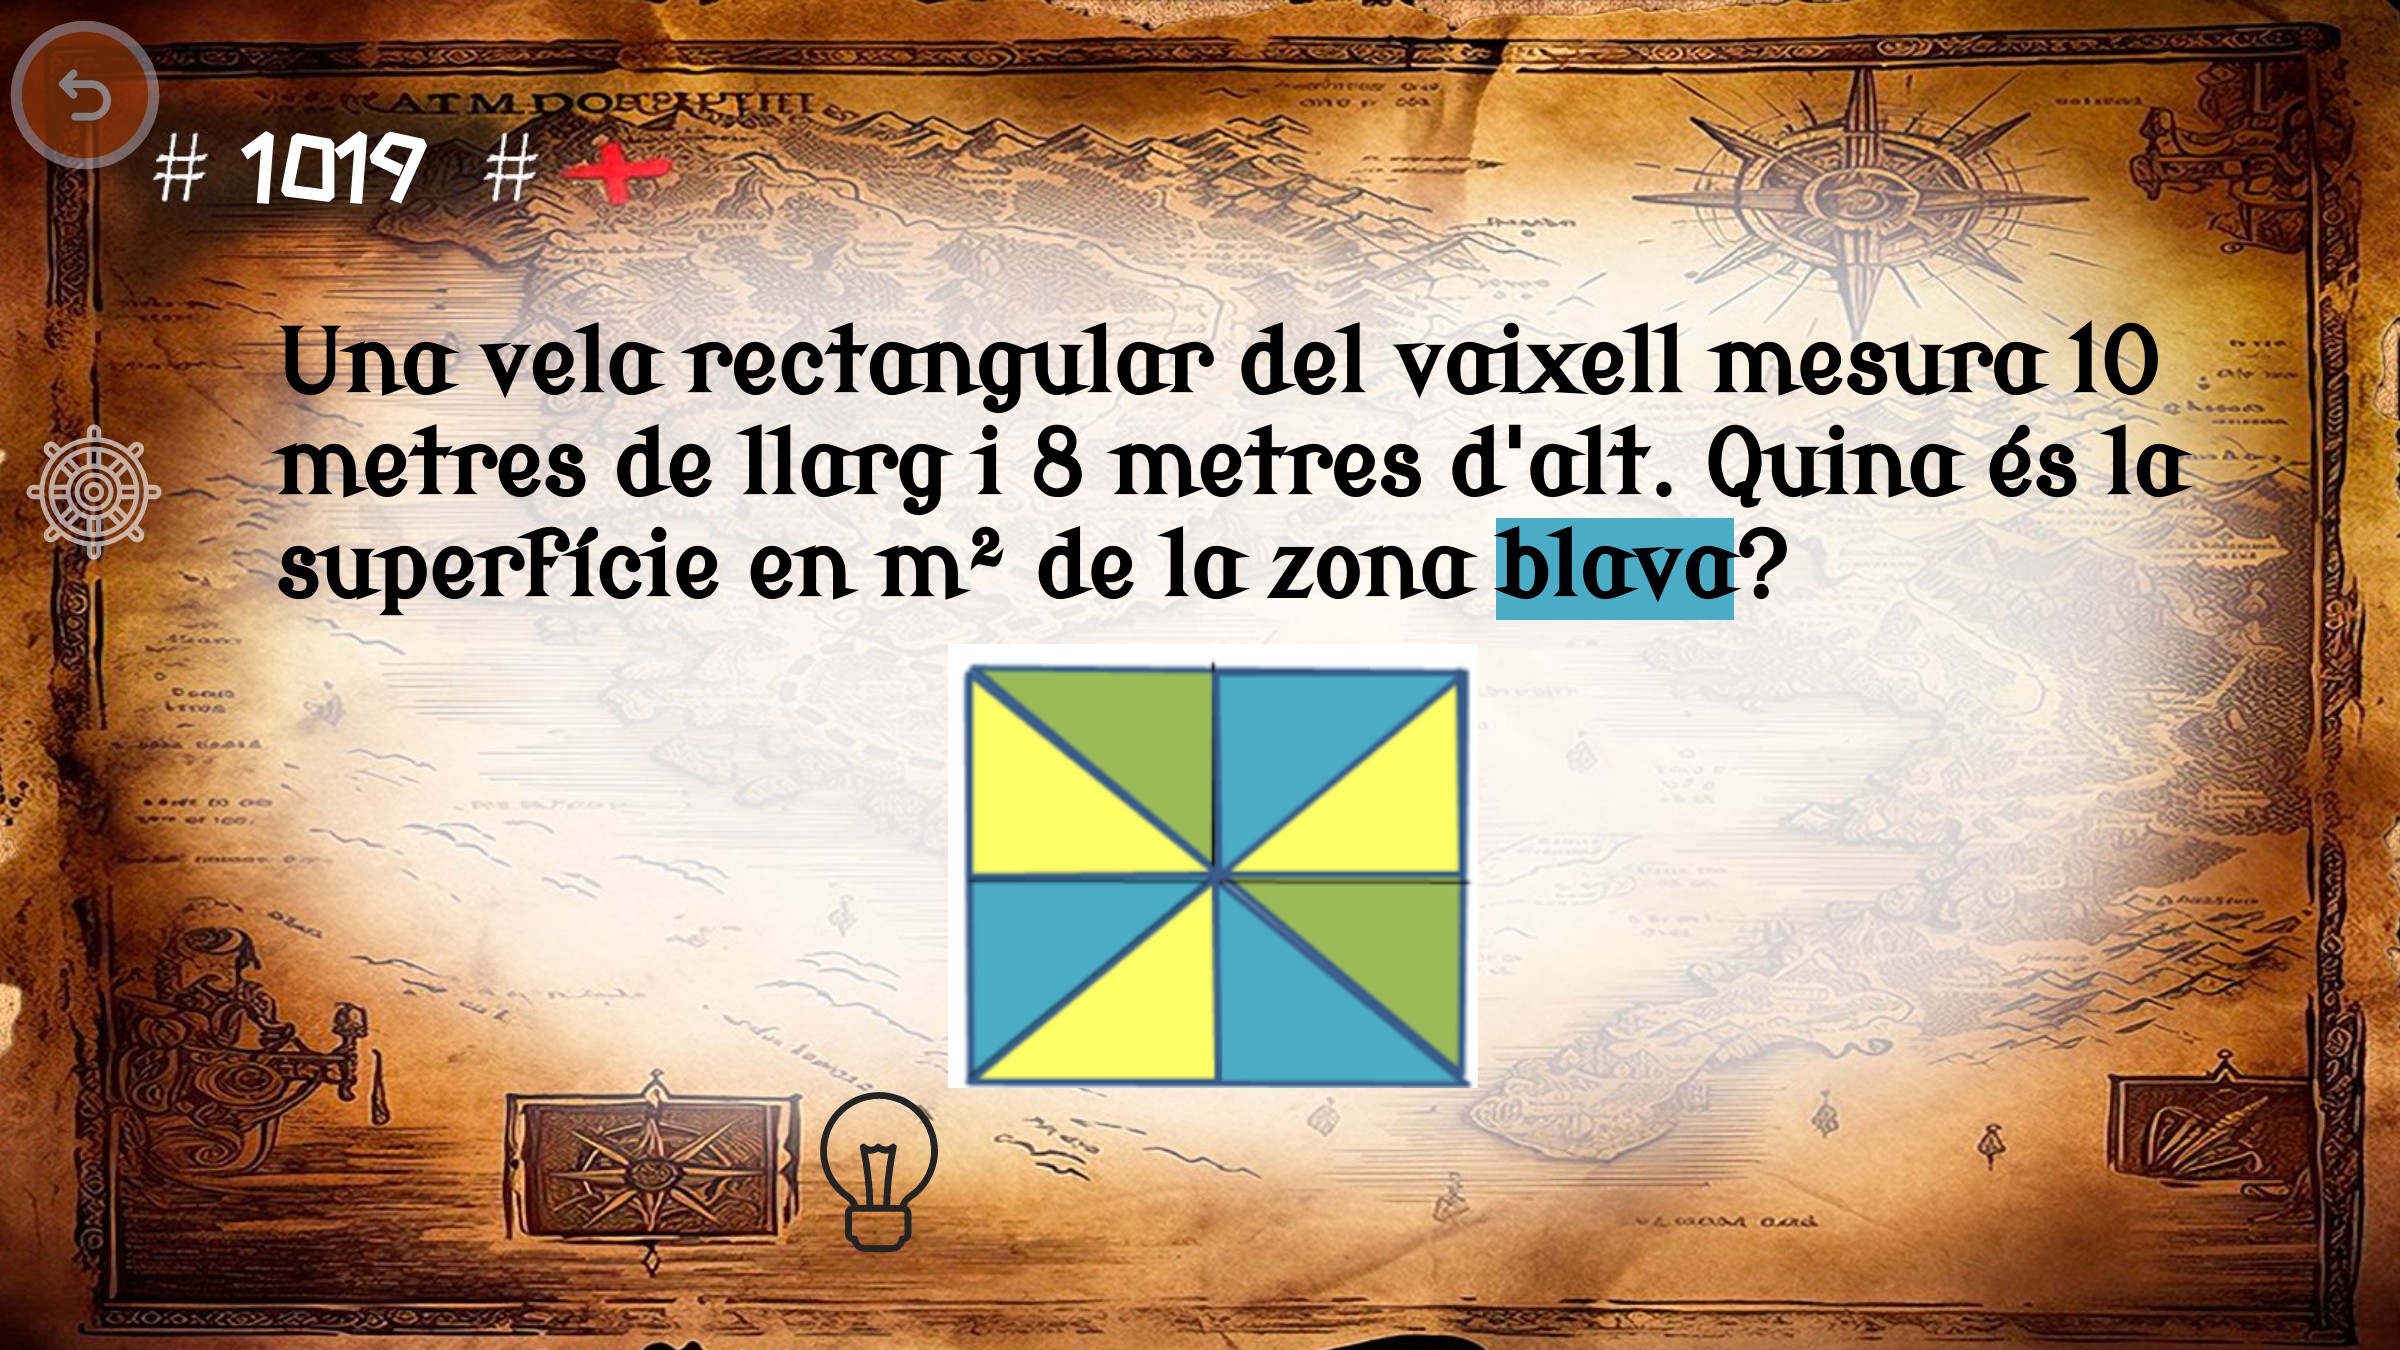 # 1019 #
Una vela rectangular del vaixell mesura 10
metres de llarg i 8 metres d'alt. Quina és la
superfície en m² de la zona blava?